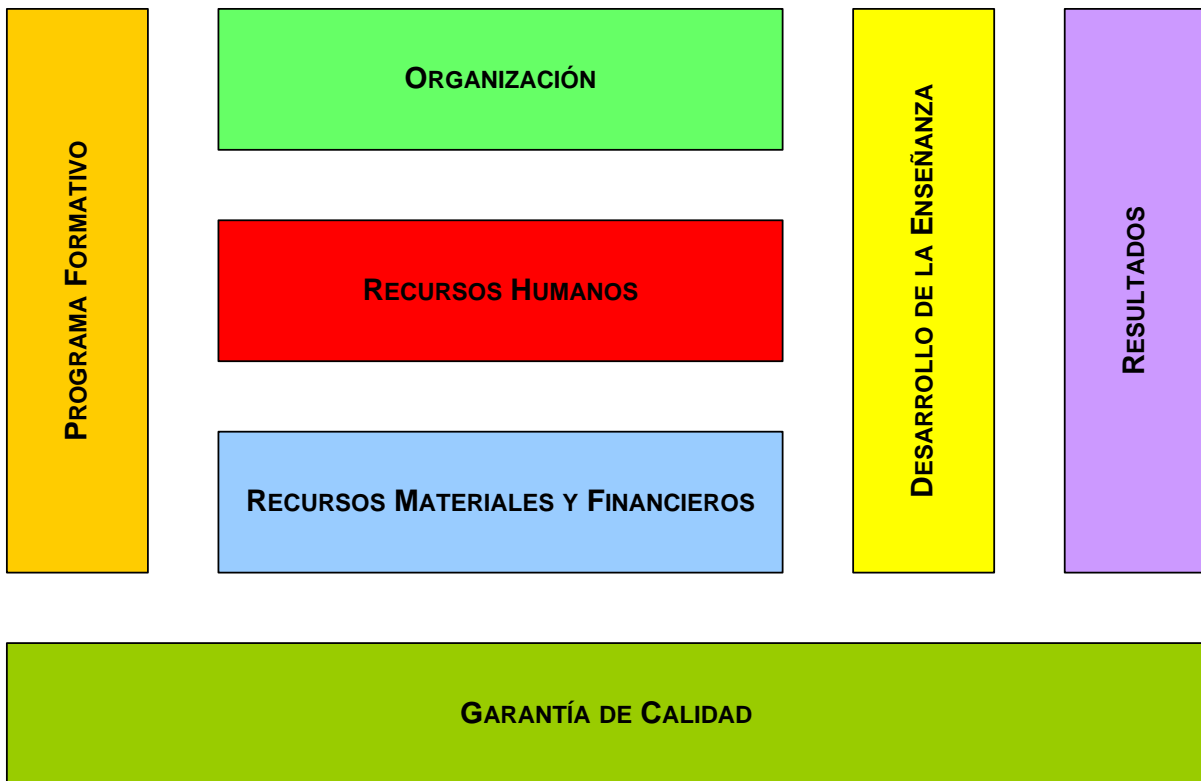 PROGRAMA FORMATIVO
ORGANIZACIÓN
RECURSOS HUMANOS
RECURSOS MATERIALES Y FINANCIEROS
DESARROLLO DE LA ENSEÑANZA
RESULTADOS
GARANTÍA DE CALIDAD